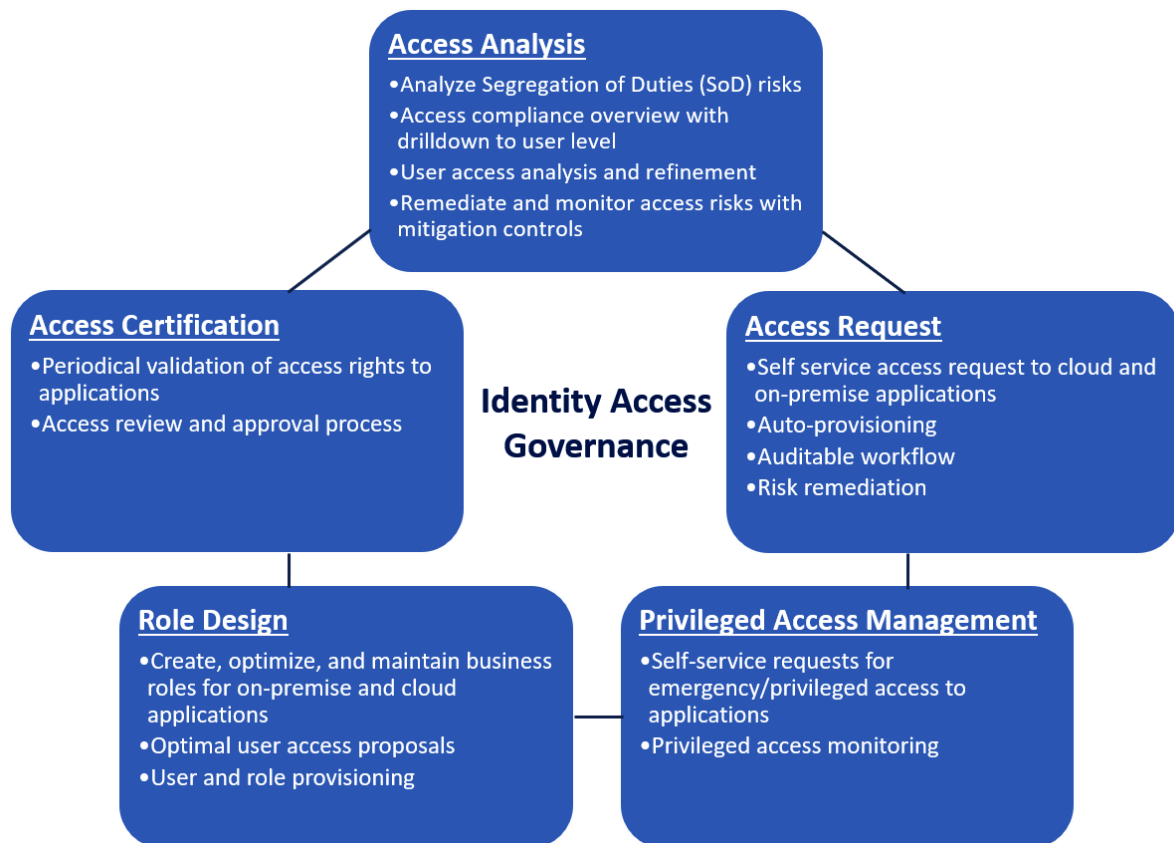 Access Analysis
•Analyze Segregation of Duties (SoD) risks
•Access compliance overview with
drilldown to user level
•User access analysis and refinement
•Remediate and monitor access risks with
mitigation controls
Access Certification
•Periodical validation of access rights to
applications
•Access review and approval process
Identity Access
Governance
Access Request
•Self service access request to cloud and
on-premise applications
•Auto-provisioning
•Auditable workflow
•Risk remediation
Role Design
•Create, optimize, and maintain business
roles for on-premise and cloud
applications
•Optimal user access proposals
•User and role provisioning
Privileged Access Management
•Self-service requests for
emergency/privileged access to
applications
•Privileged access monitoring